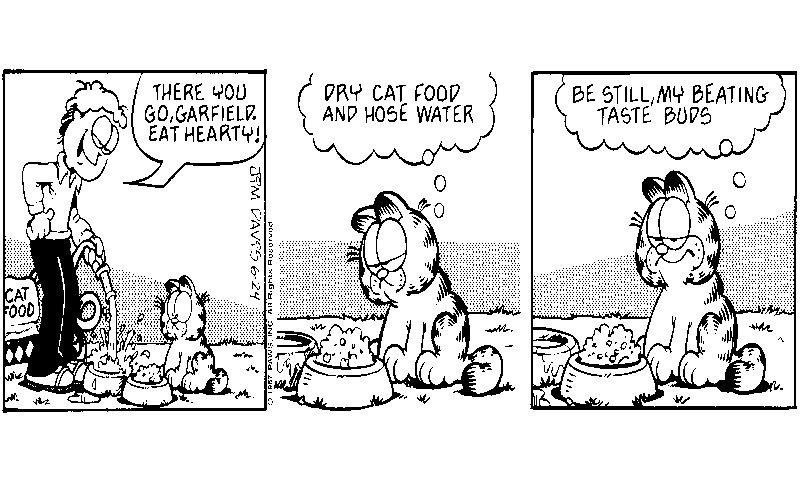 THERE YOU
GO, GARFIELD.
EAT HEARTY!
CAT
FOOD
JIM DAVIS 6·24
DRY CAT FOOD
AND HOSE WATER
BE STILL, MY BEATING
TASTE BUDS